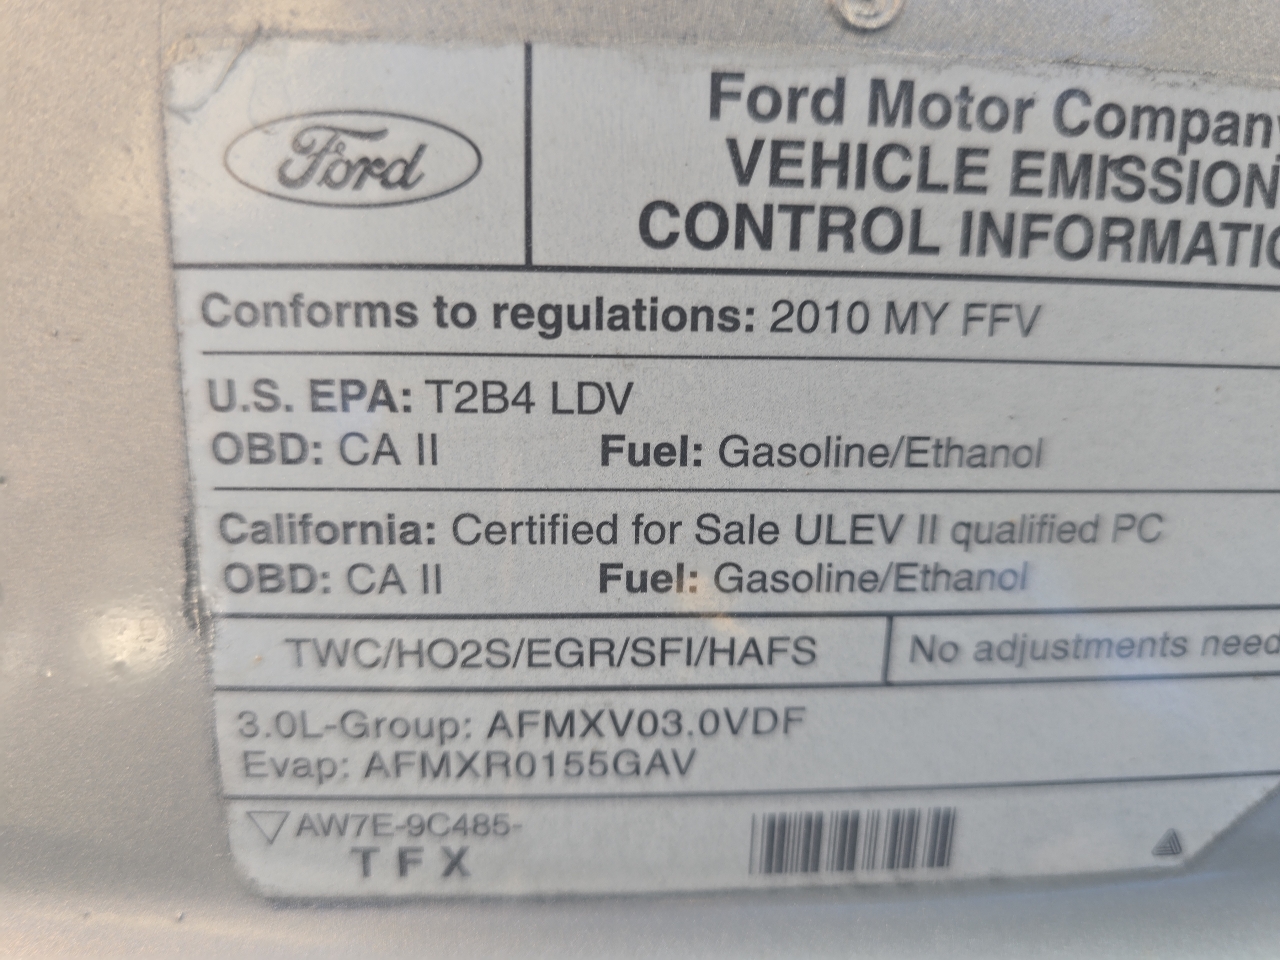 Ford
Ford Motor Company
VEHICLE EMISSION
CONTROL INFORMATIO
Conforms to regulations: 2010 MY FFV
U.S. EPA: T2B4 LDV
OBD: CA II Fuel: Gasoline/Ethanol
California: Certified for Sale ULEV II qualified PC
OBD: CA II Fuel: Gasoline/Ethanol
TWC/HO2S/EGR/SFI/HAFS No adjustments need
3.0L-Group: AFMXV03.0VDF
Evap: AFMXR0155GAV
AW7E-9C485-
T F X